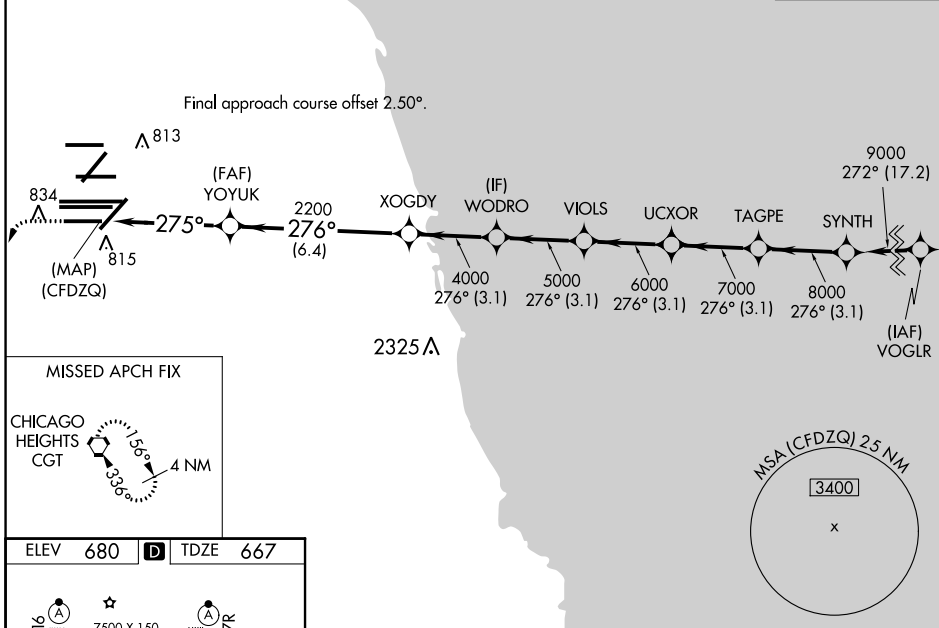 Final approach course offset 2.50°.
813
834
815
(MAP)
(CFDZQ)
275°
(FAF)
YOYUK
2200
276°
(6.4)
XOGDY
(IF)
WODRO
VIOLS
UCXOR
TAGPE
SYNTH
9000
272° (17.2)
4000
276° (3.1)
5000
276° (3.1)
6000
276° (3.1)
7000
276° (3.1)
8000
276° (3.1)
(IAF)
VOGLR
2325
MISSED APCH FIX
CHICAGO
HEIGHTS
CGT
156°
336°
4 NM
MSA (CFDZQ) 25 NM
3400
x
ELEV 680 D TDZE 667
A
A
7500 X 150